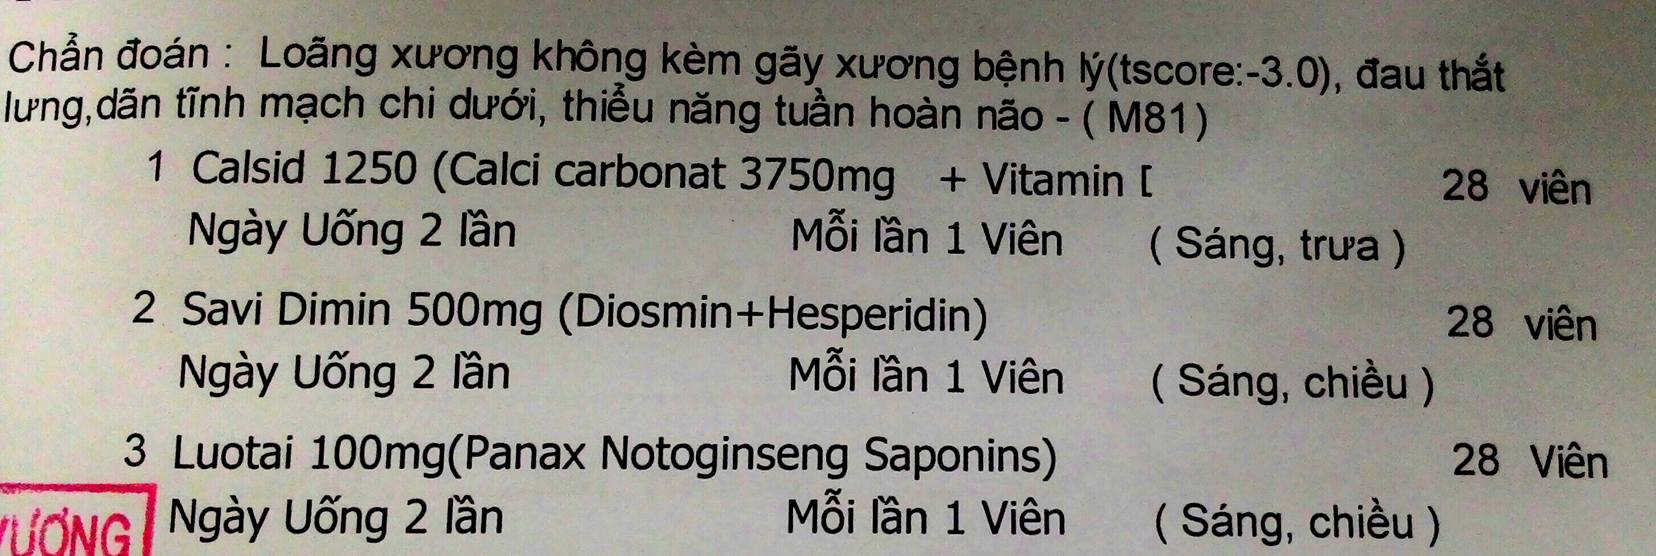 Chẩn đoán : Loãng xương không kèm gãy xương bệnh lý(tscore:-3.0), đau thắt
lưng,dãn tĩnh mạch chi dưới, thiểu năng tuần hoàn não - ( M81)
1 Calsid 1250 (Calci carbonat 3750mg + Vitamin [ 28 viên
Ngày Uống 2 lần Mỗi lần 1 Viên ( Sáng, trưa )
2 Savi Dimin 500mg (Diosmin+Hesperidin) 28 viên
Ngày Uống 2 lần Mỗi lần 1 Viên ( Sáng, chiều )
3 Luotai 100mg(Panax Notoginseng Saponins) 28 Viên
Ngày Uống 2 lần Mỗi lần 1 Viên ( Sáng, chiều )